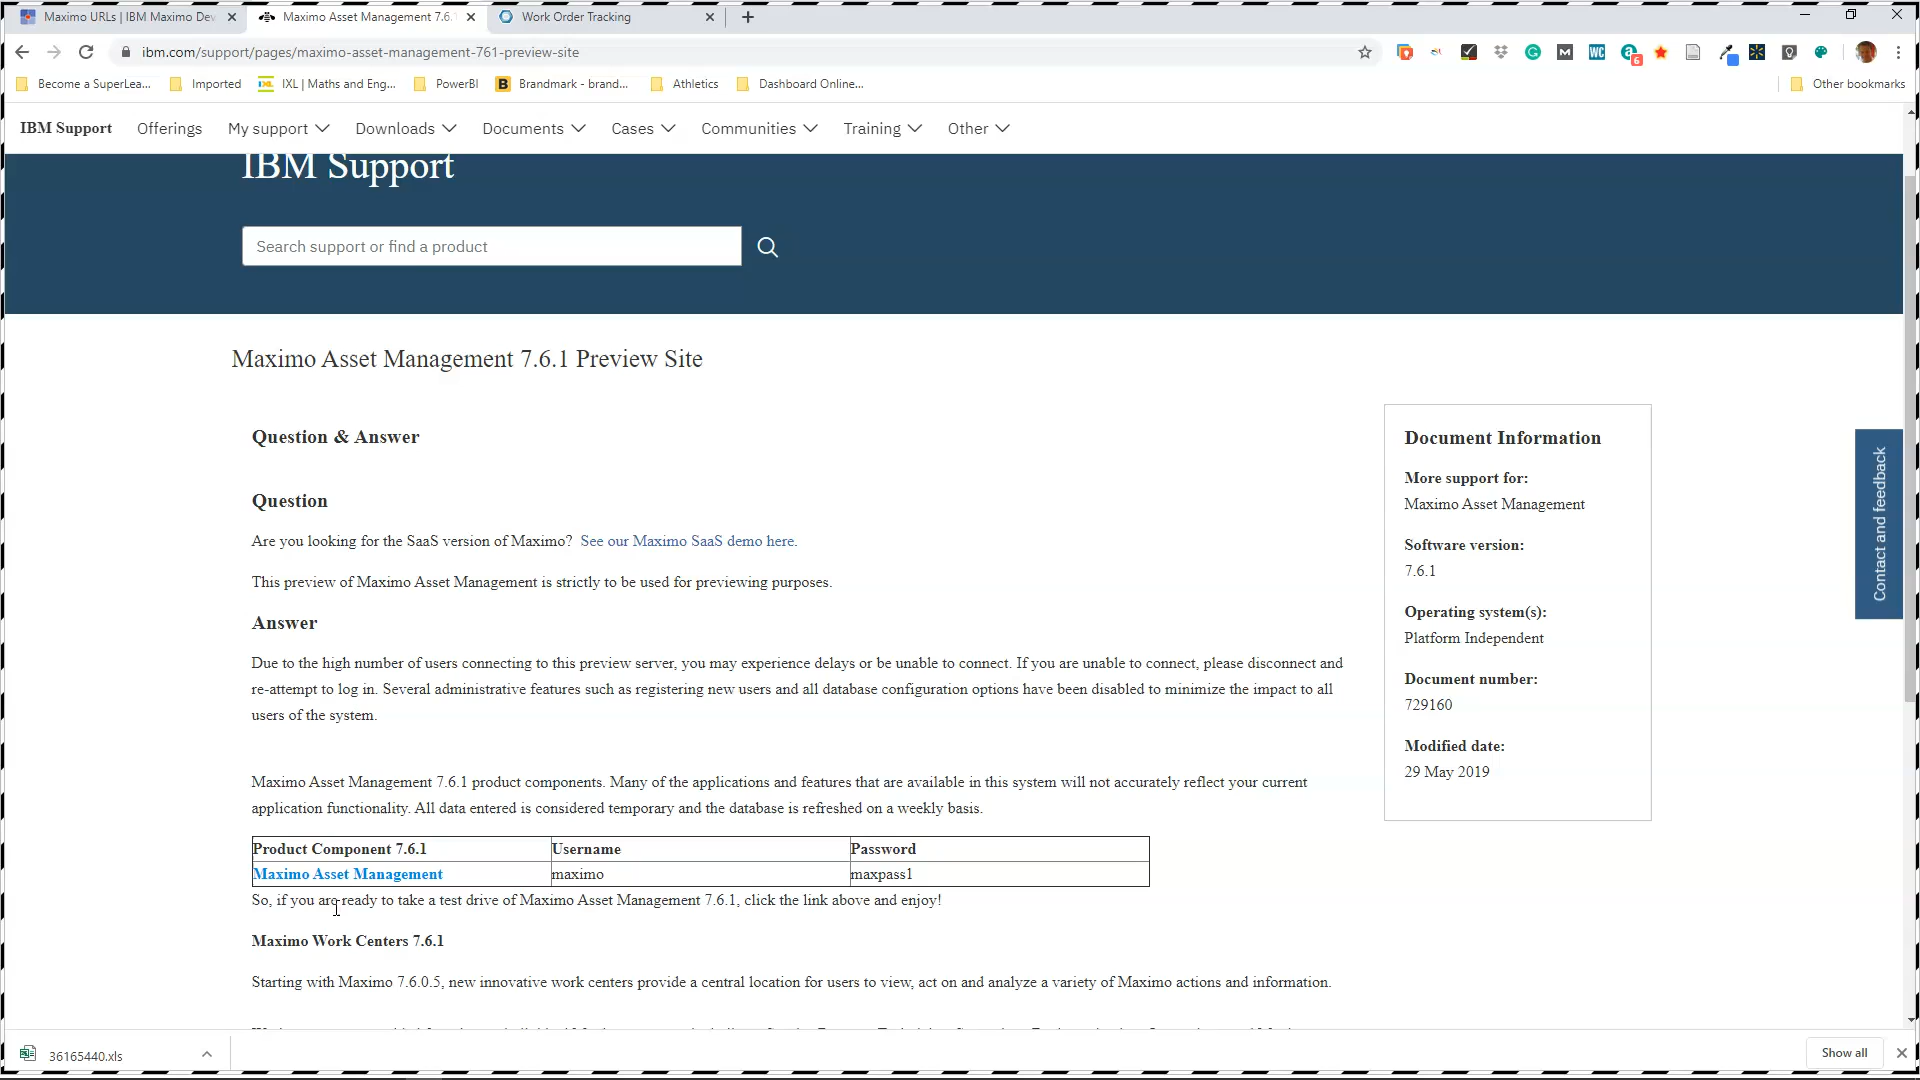 Maximo URLs | IBM Maximo Dev
Maximo Asset Management 7.6.1
Work Order Tracking
ibm.com/support/pages/maximo-asset-management-761-preview-site
Become a SuperLea...
Imported
IXL | Maths and Eng...
PowerBI
Brandmark - brand...
Athletics
Dashboard Online...
Other bookmarks
IBM Support Offerings My support Downloads Documents Cases Communities Training Other
IBM Support
Search support or find a product
Maximo Asset Management 7.6.1 Preview Site
Question & Answer
Question
Are you looking for the SaaS version of Maximo? See our Maximo SaaS demo here.
This preview of Maximo Asset Management is strictly to be used for previewing purposes.
Answer
Due to the high number of users connecting to this preview server, you may experience delays or be unable to connect. If you are unable to connect, please disconnect and
re-attempt to log in. Several administrative features such as registering new users and all database configuration options have been disabled to minimize the impact to all
users of the system.
Maximo Asset Management 7.6.1 product components. Many of the applications and features that are available in this system will not accurately reflect your current
application functionality. All data entered is considered temporary and the database is refreshed on a weekly basis.
Product Component 7.6.1 Username Password
Maximo Asset Management maximo maxpass1
So, if you are ready to take a test drive of Maximo Asset Management 7.6.1, click the link above and enjoy!
Maximo Work Centers 7.6.1
Starting with Maximo 7.6.0.5, new innovative work centers provide a central location for users to view, act on and analyze a variety of Maximo actions and information.
Document Information
More support for:
Maximo Asset Management
Software version:
7.6.1
Operating system(s):
Platform Independent
Document number:
729160
Modified date:
29 May 2019
Contact and feedback
36165440.xls
Show all